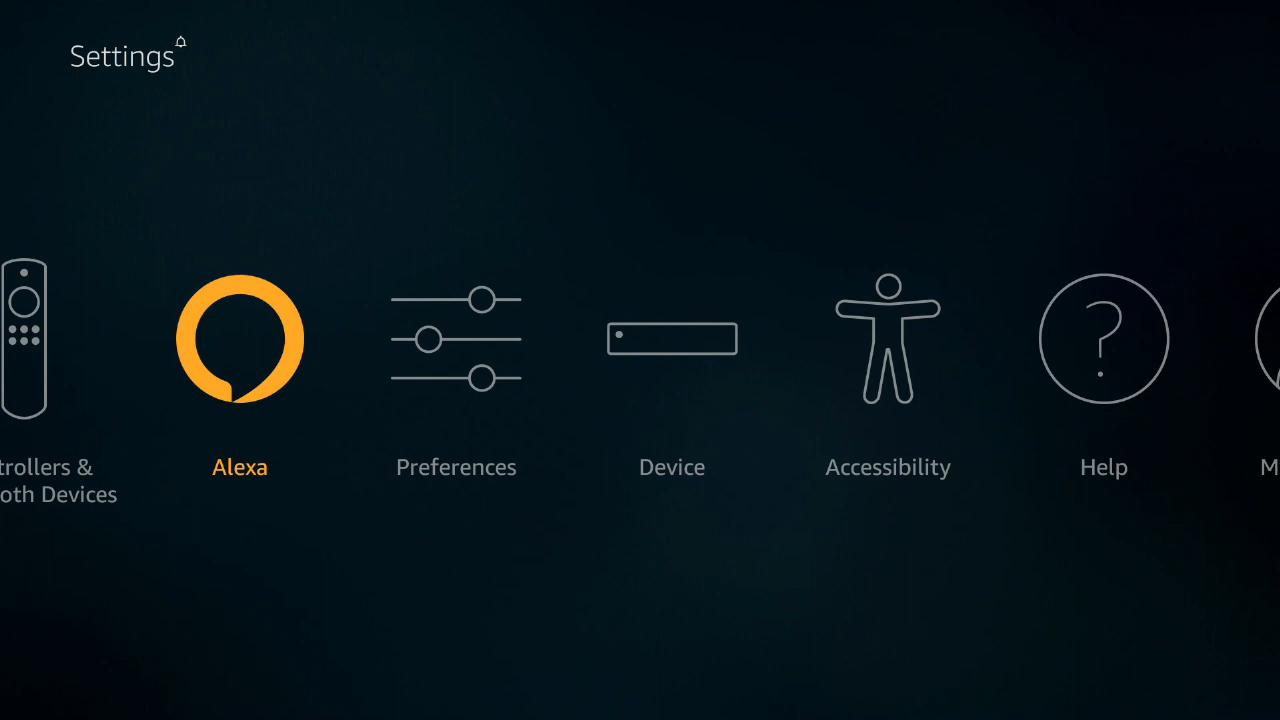 Settings
trollers &
oth Devices
Alexa
Preferences
Device
Accessibility
Help
M